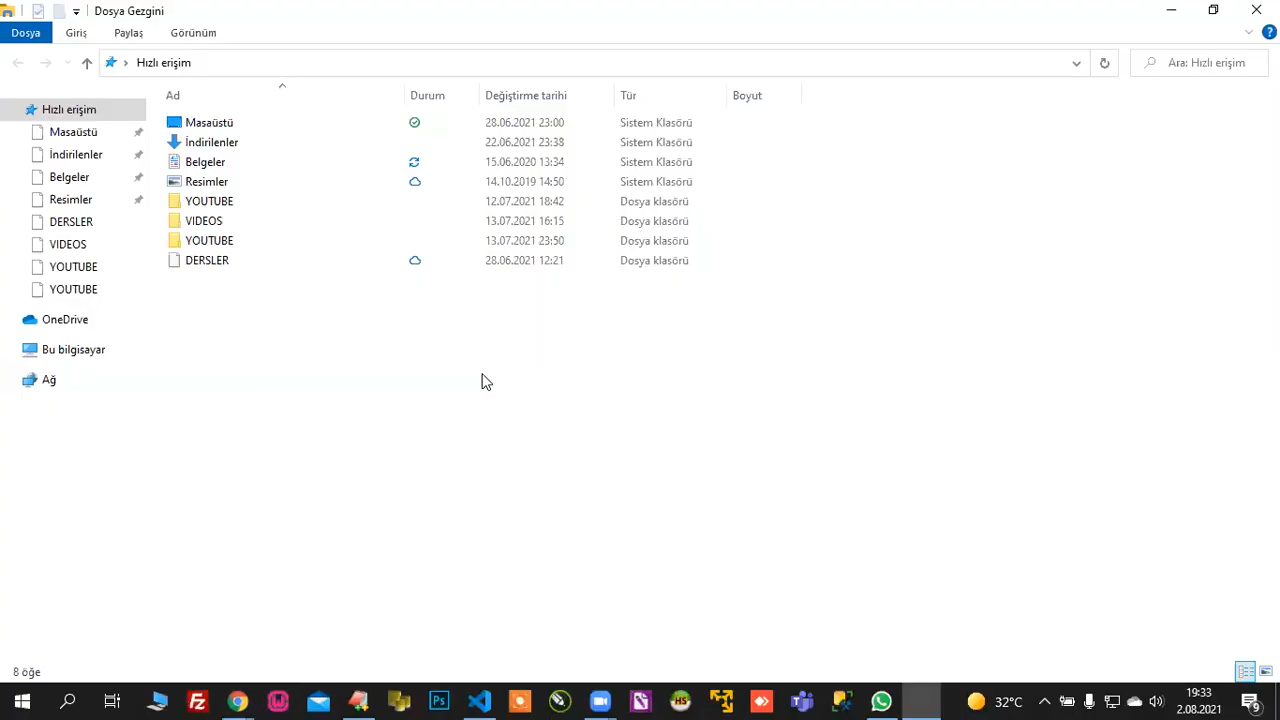 Dosya Gezgini
Dosya Giriş Paylaş Görünüm ?
Hızlı erişim
Ara: Hızlı erişim
Ad Durum Değiştirme tarihi Tür Boyut
Hızlı erişim
Masaüstü
İndirilenler
Belgeler
Resimler
DERSLER
VIDEOS
YOUTUBE
YOUTUBE
OneDrive
Bu bilgisayar
Ağ
Masaüstü 28.06.2021 23:00 Sistem Klasörü
İndirilenler 22.06.2021 23:38 Sistem Klasörü
Belgeler 15.06.2020 13:34 Sistem Klasörü
Resimler 14.10.2019 14:50 Sistem Klasörü
YOUTUBE 12.07.2021 18:42 Dosya klasörü
VIDEOS 13.07.2021 16:15 Dosya klasörü
YOUTUBE 13.07.2021 23:50 Dosya klasörü
DERSLER 28.06.2021 12:21 Dosya klasörü
8 öğe
Fz Ps HS 32°C 19:33
2.08.2021 9